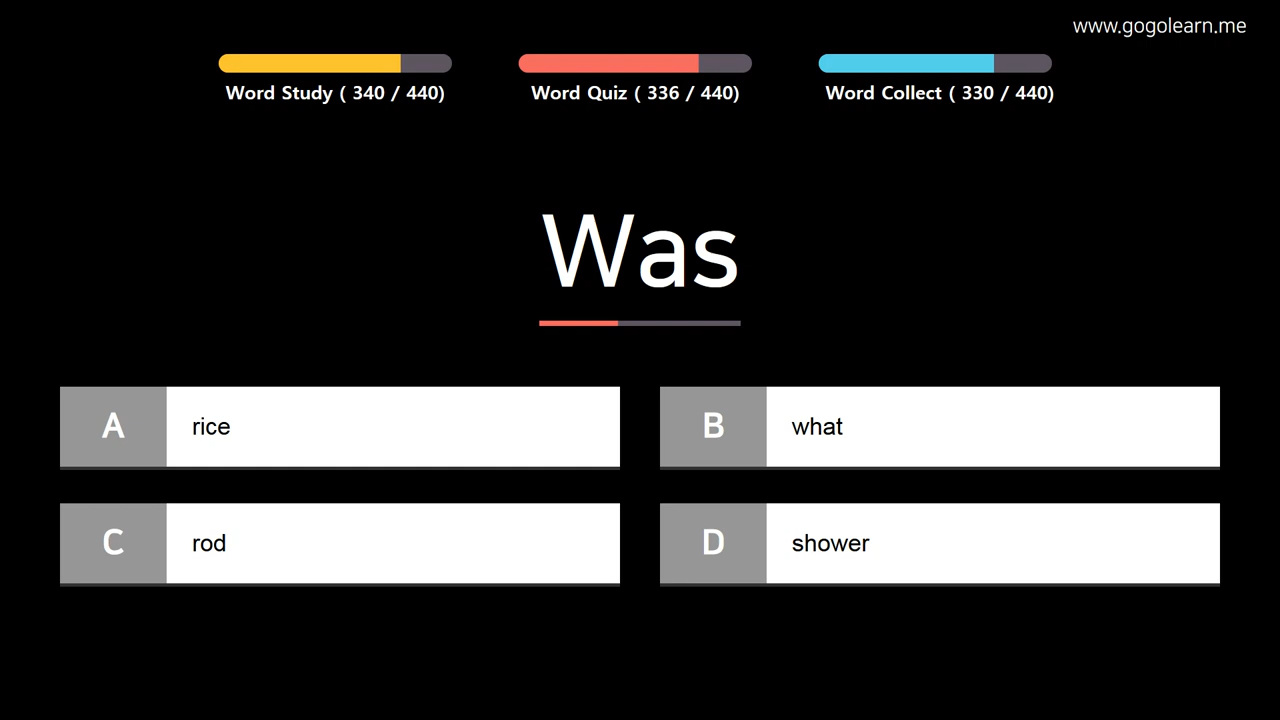 www.gogolearn.me
Word Study ( 340 / 440)
Word Quiz ( 336 / 440)
Word Collect ( 330 / 440)
Was
A rice
B what
C rod
D shower